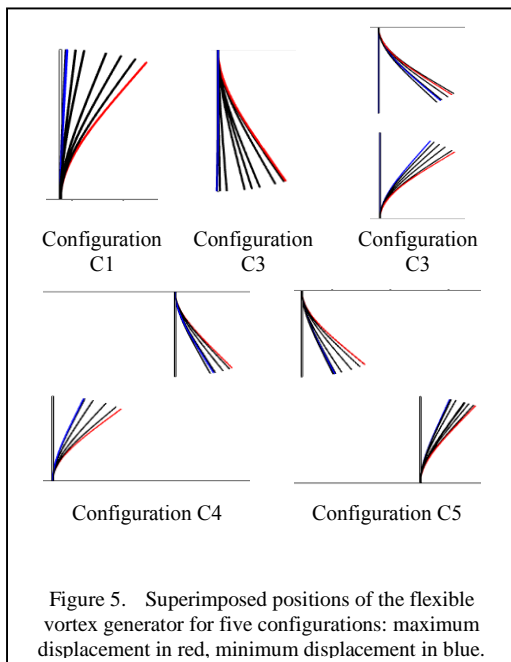 Configuration
C1
Configuration
C3
Configuration
C3
Configuration C4
Configuration C5
Figure 5. Superimposed positions of the flexible
vortex generator for five configurations: maximum
displacement in red, minimum displacement in blue.